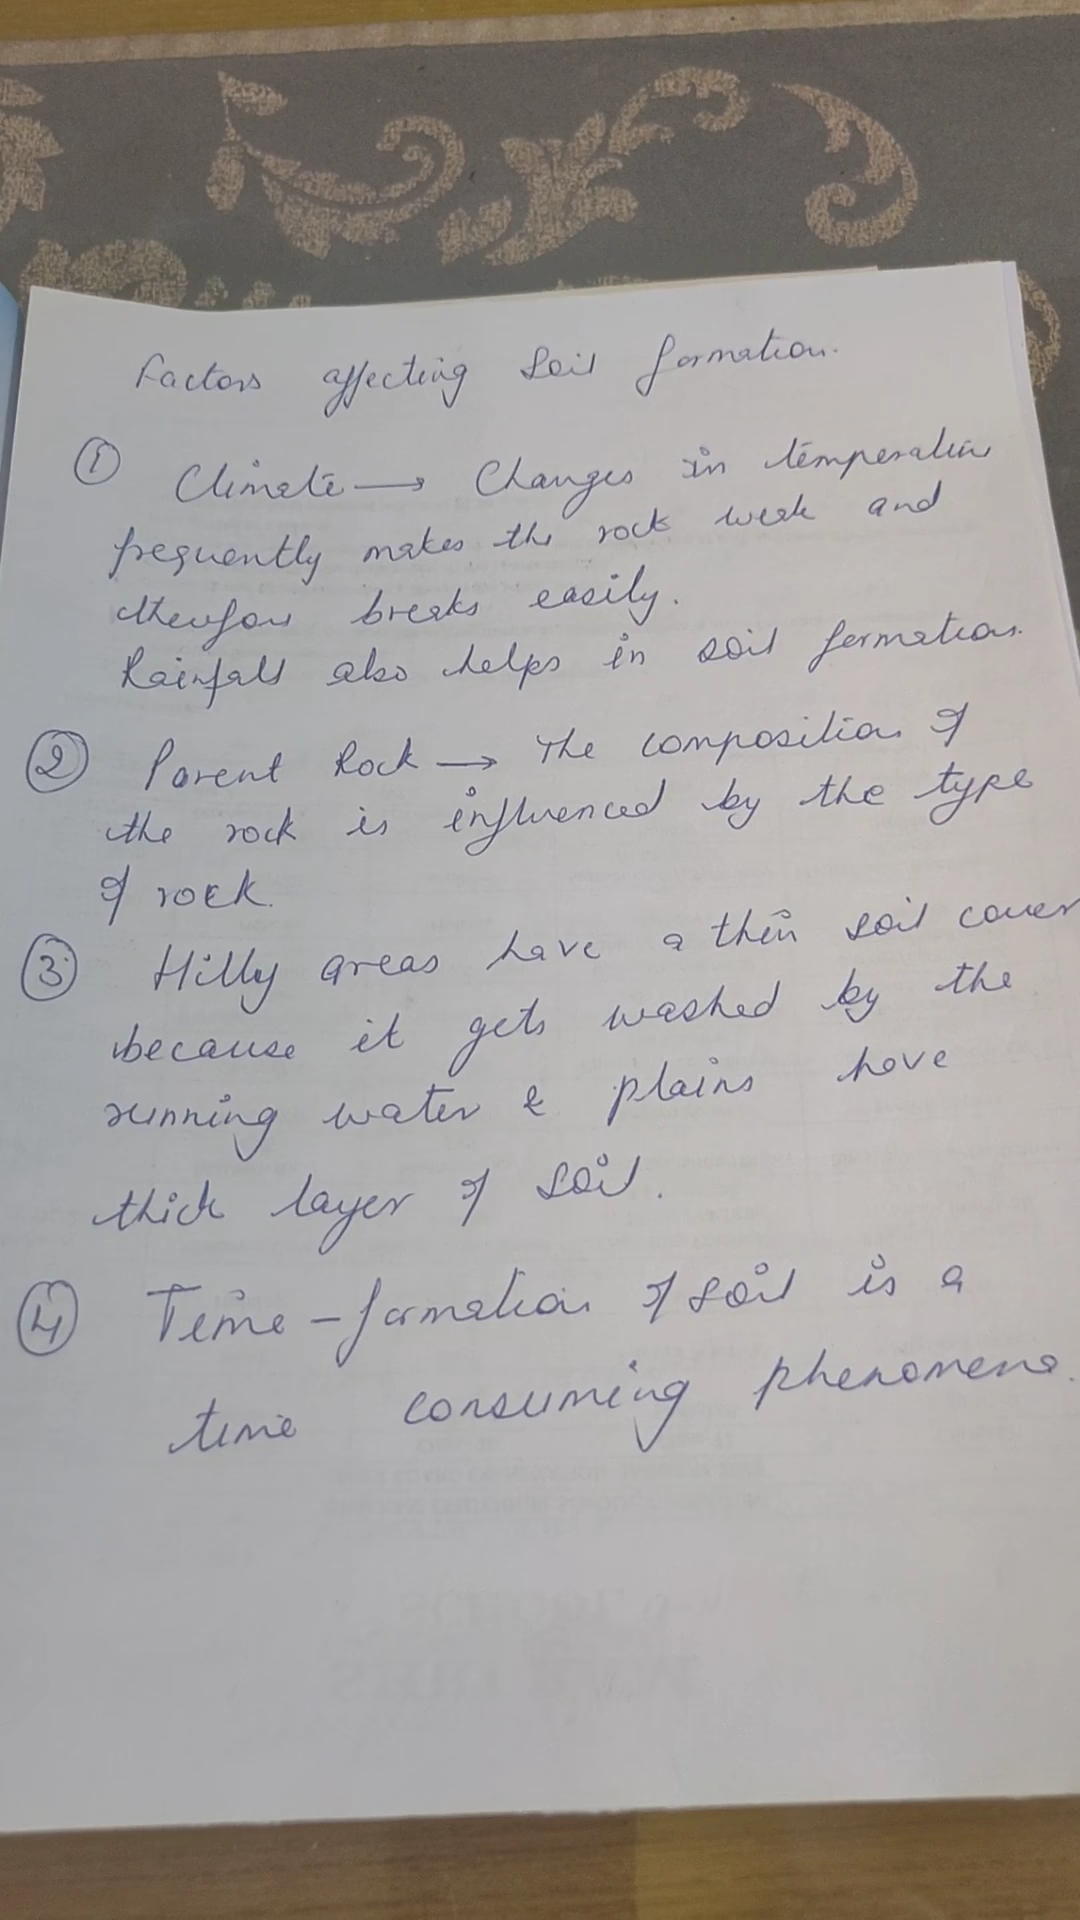 Factors affecting Soil formation.
① Climate → Changes in temperature
frequently makes the rock weak and
therefore breaks easily.
Rainfall also helps in soil formation.
② Parent Rock → The composition of
the rock is influenced by the type
of rock.
③ Hilly areas have a thin soil cover
because it gets washed by the
running water & plains have
thick layer of soil.
④ Time - formation of soil is a
time consuming phenomena.